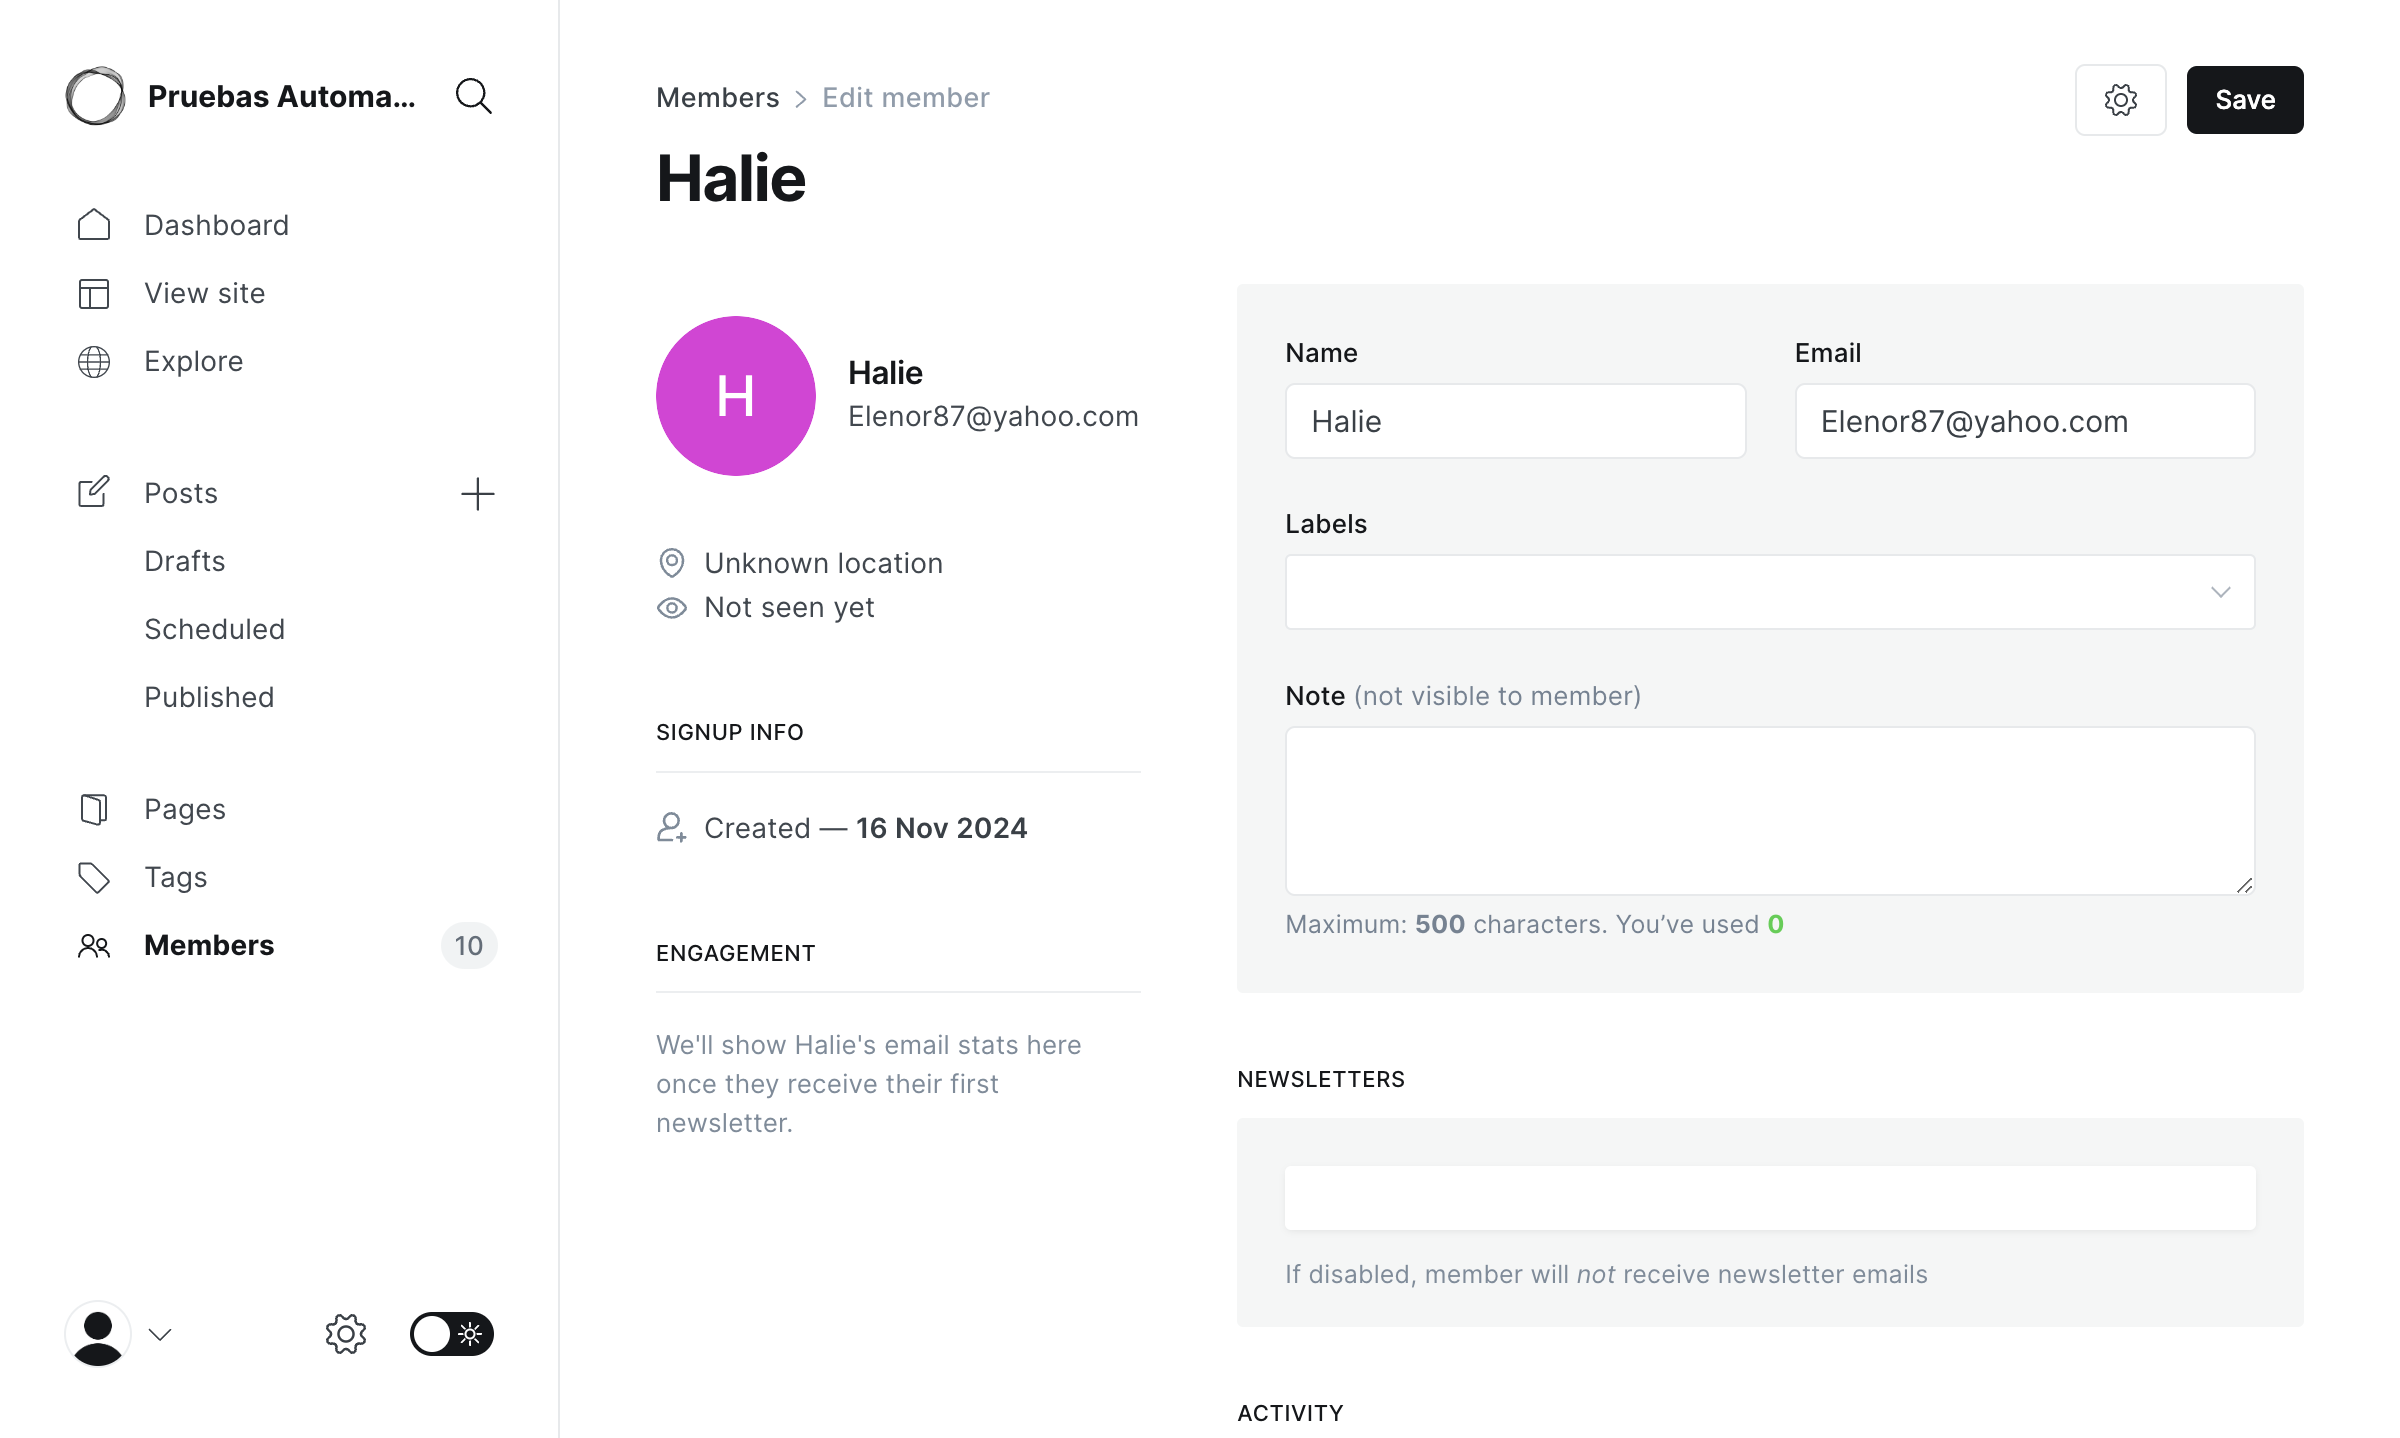 Pruebas Automa...
Dashboard
View site
Explore
Posts
Drafts
Scheduled
Published
Pages
Tags
Members
10
Members > Edit member
Save
Halie
H
Halie
Elenor87@yahoo.com
Unknown location
Not seen yet
SIGNUP INFO
Created — 16 Nov 2024
ENGAGEMENT
We'll show Halie's email stats here
once they receive their first
newsletter.
Name
Halie
Email
Elenor87@yahoo.com
Labels
Note (not visible to member)
Maximum: 500 characters. You’ve used 0
NEWSLETTERS
If disabled, member will not receive newsletter emails
ACTIVITY